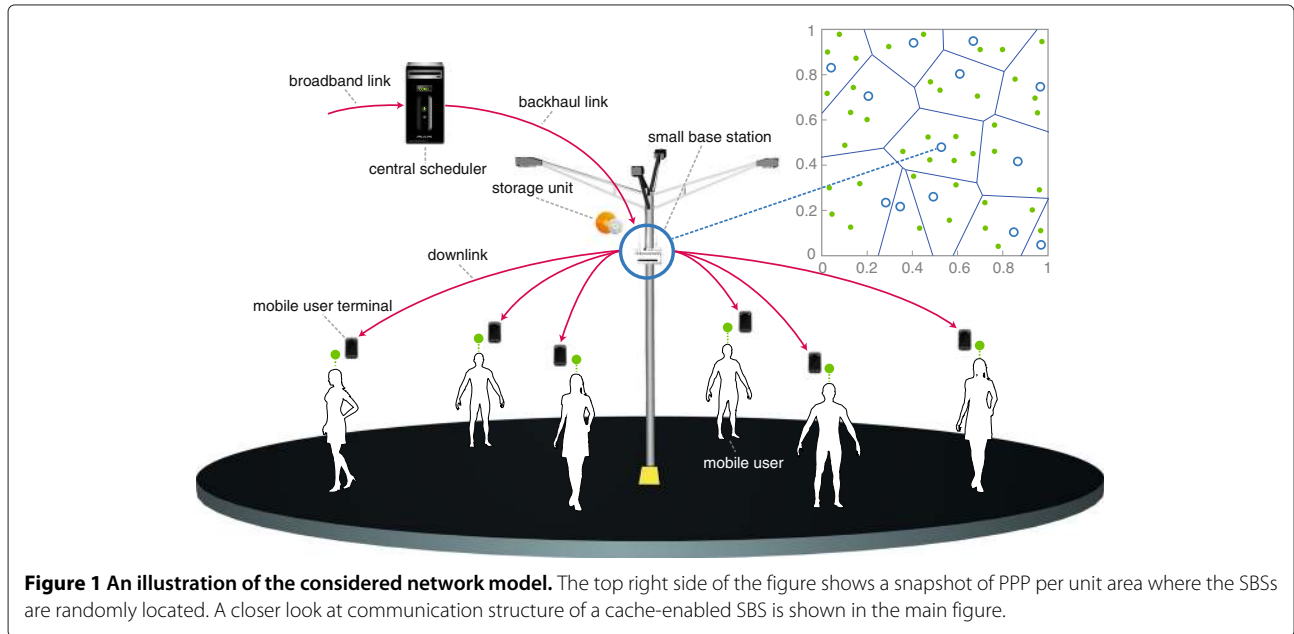 broadband link
backhaul link
small base station
central scheduler
storage unit
downlink
mobile user terminal
mobile user
1
0.8
0.6
0.4
0.2
0
0 0.2 0.4 0.6 0.8 1
Figure 1 An illustration of the considered network model. The top right side of the figure shows a snapshot of PPP per unit area where the SBSs
are randomly located. A closer look at communication structure of a cache-enabled SBS is shown in the main figure.